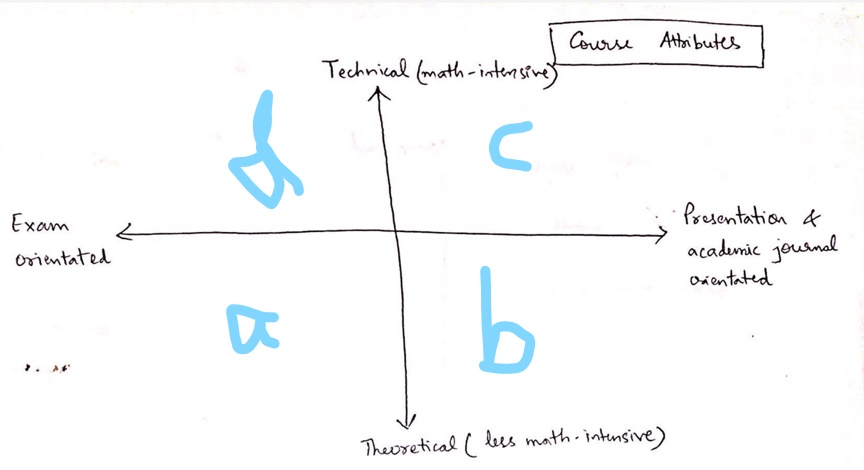 Course Attributes
Technical (math-intensive)
d
c
Exam
orientated
Presentation &
academic journal
orientated
a
b
Theoretical ( less math-intensive)